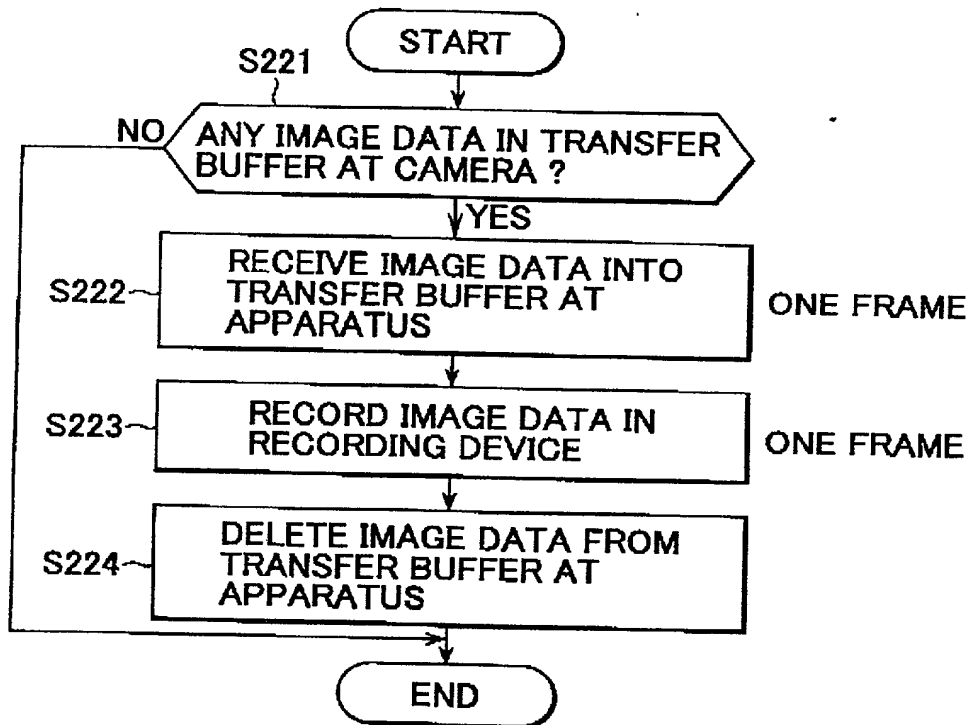 START
S221
NO
ANY IMAGE DATA IN TRANSFER
BUFFER AT CAMERA ?
YES
S222
RECEIVE IMAGE DATA INTO
TRANSFER BUFFER AT
APPARATUS
ONE FRAME
S223
RECORD IMAGE DATA IN
RECORDING DEVICE
ONE FRAME
S224
DELETE IMAGE DATA FROM
TRANSFER BUFFER AT
APPARATUS
END